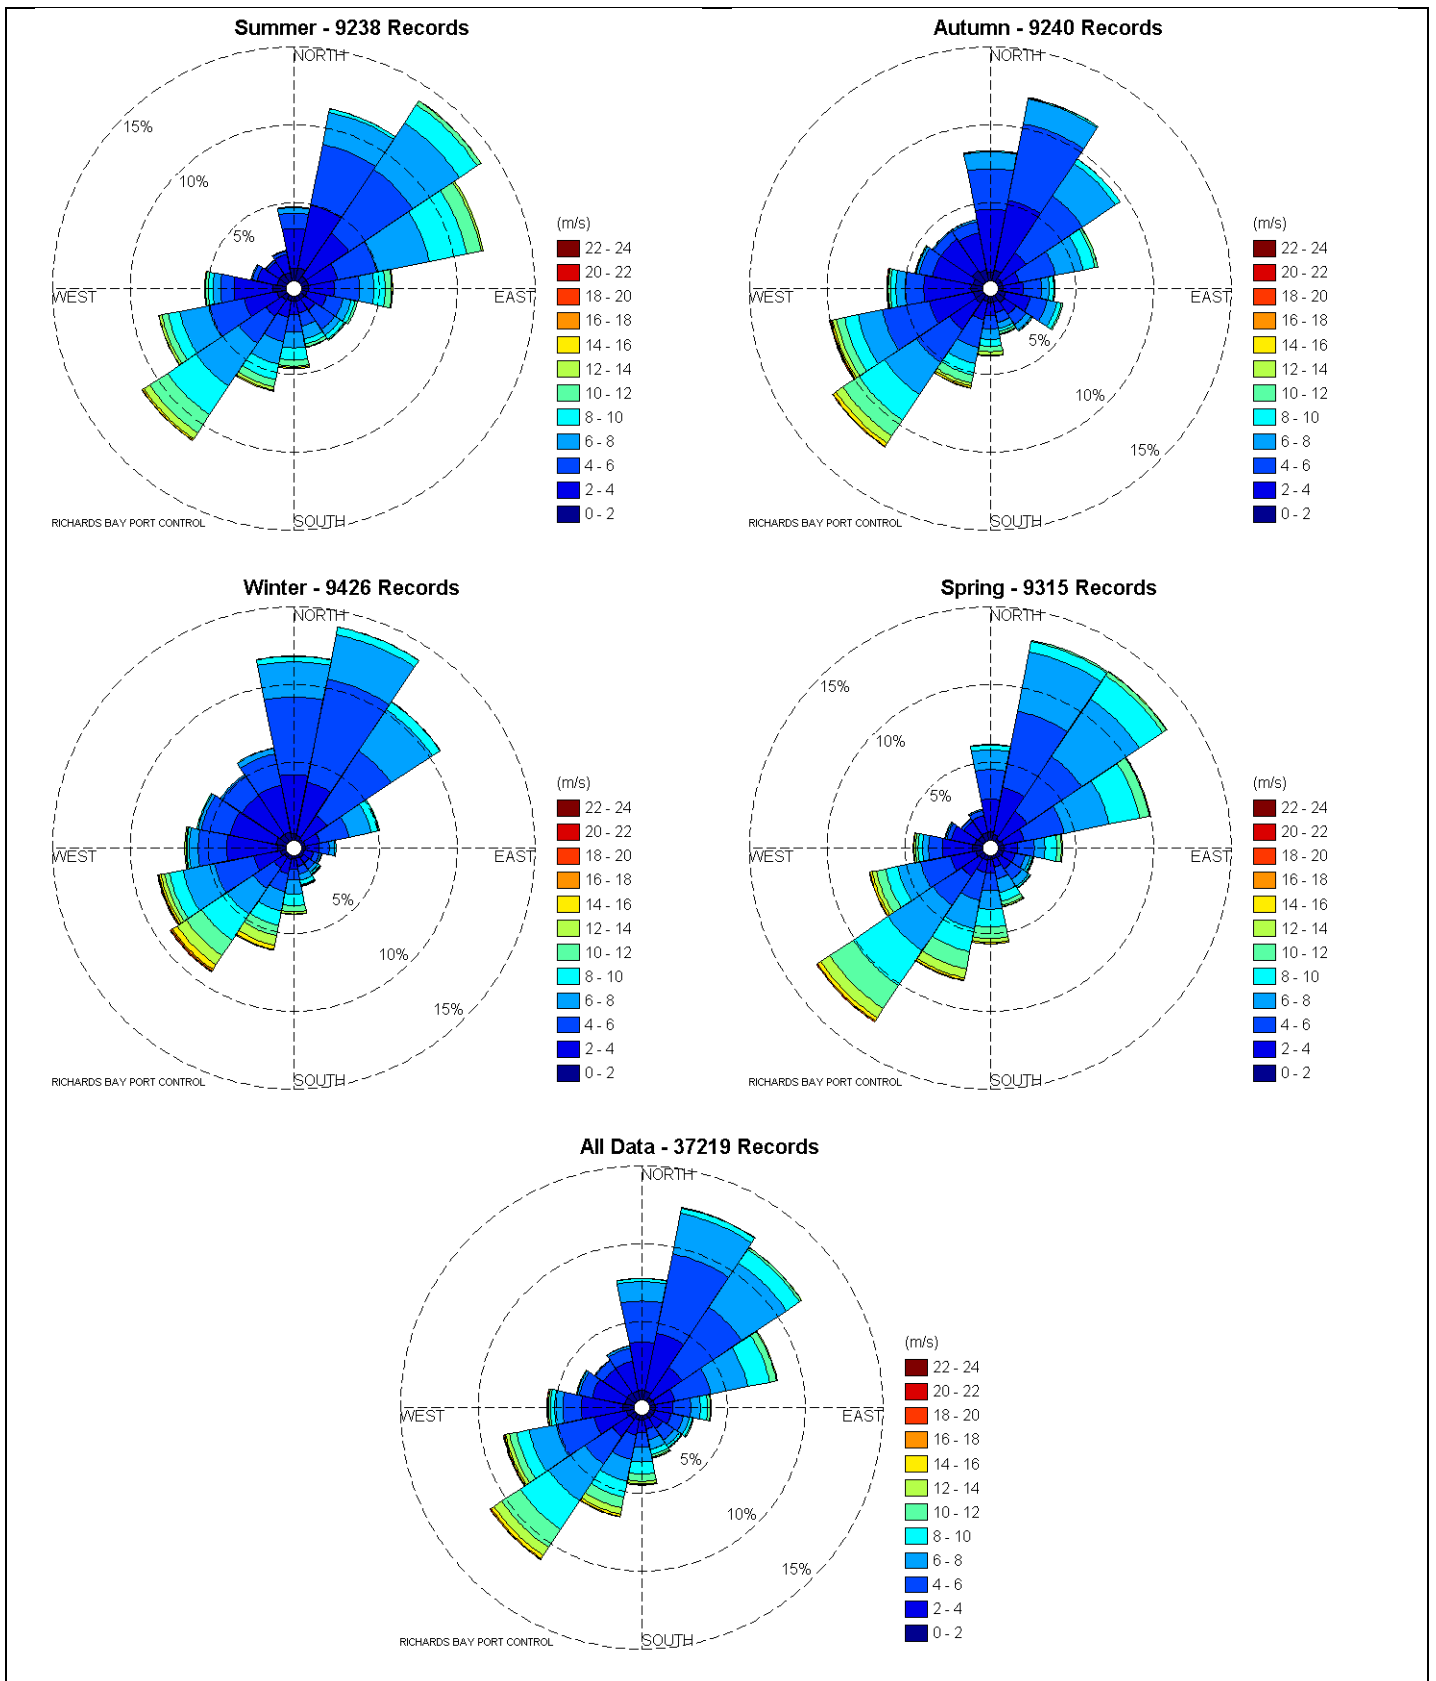 Summer - 9238 Records
NORTH
15%
10%
5%
WEST
EAST
SOUTH
RICHARDS BAY PORT CONTROL
(m/s)
22 - 24
20 - 22
18 - 20
16 - 18
14 - 16
12 - 14
10 - 12
8 - 10
6 - 8
4 - 6
2 - 4
0 - 2
Autumn - 9240 Records
NORTH
WEST
EAST
5%
10%
15%
SOUTH
RICHARDS BAY PORT CONTROL
(m/s)
22 - 24
20 - 22
18 - 20
16 - 18
14 - 16
12 - 14
10 - 12
8 - 10
6 - 8
4 - 6
2 - 4
0 - 2
Winter - 9426 Records
NORTH
WEST
EAST
5%
10%
15%
SOUTH
RICHARDS BAY PORT CONTROL
(m/s)
22 - 24
20 - 22
18 - 20
16 - 18
14 - 16
12 - 14
10 - 12
8 - 10
6 - 8
4 - 6
2 - 4
0 - 2
Spring - 9315 Records
NORTH
15%
10%
5%
WEST
EAST
SOUTH
RICHARDS BAY PORT CONTROL
(m/s)
22 - 24
20 - 22
18 - 20
16 - 18
14 - 16
12 - 14
10 - 12
8 - 10
6 - 8
4 - 6
2 - 4
0 - 2
All Data - 37219 Records
NORTH
WEST
EAST
5%
10%
15%
SOUTH
RICHARDS BAY PORT CONTROL
(m/s)
22 - 24
20 - 22
18 - 20
16 - 18
14 - 16
12 - 14
10 - 12
8 - 10
6 - 8
4 - 6
2 - 4
0 - 2